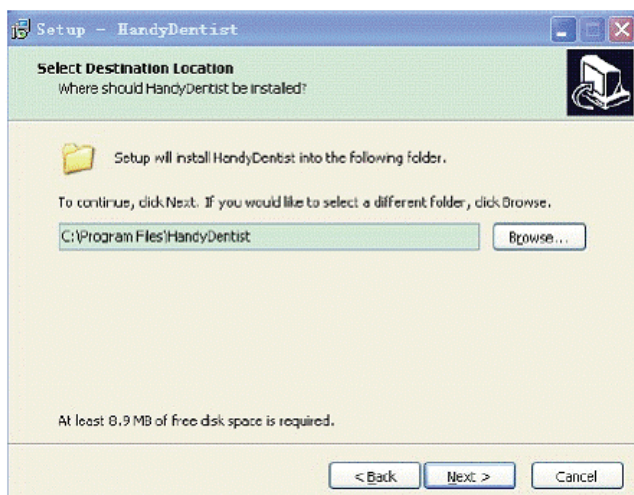 Setup - HandyDentist
Select Destination Location
Where should HandyDentist be installed?
Setup will install HandyDentist into the following folder.
To continue, click Next. If you would like to select a different folder, click Browse.
C:\Program Files\HandyDentist
Browse...
At least 8.9 MB of free disk space is required.
< Back
Next >
Cancel